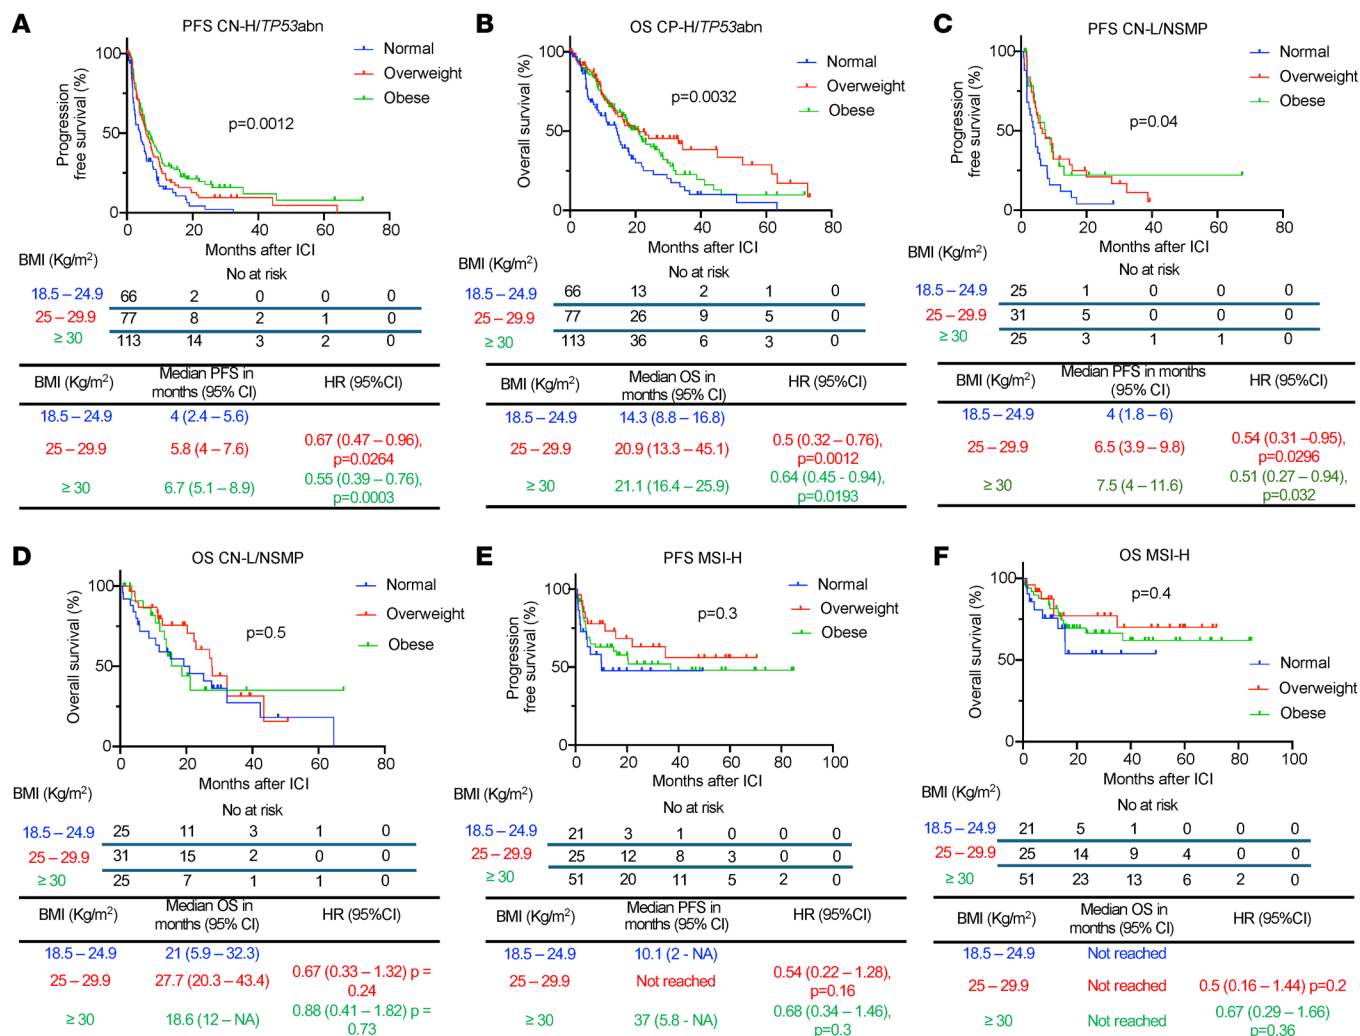 A
PFS CN-H/TP53abn
Progression
free survival (%)
100
50
0
0 20 40 60 80
Months after ICI
Normal
Overweight
Obese
p=0.0012
BMI (Kg/m²)
No at risk
18.5 – 24.9 66 2 0 0 0
25 – 29.9 77 8 2 1 0
≥ 30 113 14 3 2 0
BMI (Kg/m²) Median PFS in months (95% CI) HR (95%CI)
18.5 – 24.9 4 (2.4 – 5.6)
25 – 29.9 5.8 (4 – 7.6) 0.67 (0.47 – 0.96), p=0.0264
≥ 30 6.7 (5.1 – 8.9) 0.55 (0.39 – 0.76), p=0.0003
B
OS CP-H/TP53abn
Overall survival (%)
100
50
0
0 20 40 60 80
Months after ICI
Normal
Overweight
Obese
p=0.0032
BMI (Kg/m²)
No at risk
18.5 – 24.9 66 13 2 1 0
25 – 29.9 77 26 9 5 0
≥ 30 113 36 6 3 0
BMI (Kg/m²) Median OS in months (95% CI) HR (95%CI)
18.5 – 24.9 14.3 (8.8 – 16.8)
25 – 29.9 20.9 (13.3 – 45.1) 0.5 (0.32 – 0.76), p=0.0012
≥ 30 21.1 (16.4 – 25.9) 0.64 (0.45 - 0.94), p=0.0193
C
PFS CN-L/NSMP
Progression
free survival (%)
100
50
0
0 20 40 60 80
Months after ICI
Normal
Overweight
Obese
p=0.04
BMI (Kg/m²)
No at risk
18.5 – 24.9 25 1 0 0 0
25 – 29.9 31 5 0 0 0
≥ 30 25 3 1 1 0
BMI (Kg/m²) Median PFS in months (95% CI) HR (95%CI)
18.5 – 24.9 4 (1.8 – 6)
25 – 29.9 6.5 (3.9 – 9.8) 0.54 (0.31 –0.95), p=0.0296
≥ 30 7.5 (4 – 11.6) 0.51 (0.27 – 0.94), p=0.032
D
OS CN-L/NSMP
Overall survival (%)
100
50
0
0 20 40 60 80
Months after ICI
Normal
Overweight
Obese
p=0.5
BMI (Kg/m²)
No at risk
18.5 – 24.9 25 11 3 1 0
25 – 29.9 31 15 2 0 0
≥ 30 25 7 1 1 0
BMI (Kg/m²) Median OS in months (95% CI) HR (95%CI)
18.5 – 24.9 21 (5.9 – 32.3)
25 – 29.9 27.7 (20.3 – 43.4) 0.67 (0.33 – 1.32) p = 0.24
≥ 30 18.6 (12 – NA) 0.88 (0.41 – 1.82) p = 0.73
E
PFS MSI-H
Progression
free survival (%)
100
50
0
0 20 40 60 80 100
Months after ICI
Normal
Overweight
Obese
p=0.3
BMI (Kg/m²)
No at risk
18.5 – 24.9 21 3 1 0 0 0
25 – 29.9 25 12 8 3 0 0
≥ 30 51 20 11 5 2 0
BMI (Kg/m²) Median PFS in months (95% CI) HR (95%CI)
18.5 – 24.9 10.1 (2 - NA)
25 – 29.9 Not reached 0.54 (0.22 – 1.28), p=0.16
≥ 30 37 (5.8 - NA) 0.68 (0.34 – 1.46), p=0.3
F
OS MSI-H
Overall survival (%)
100
50
0
0 20 40 60 80 100
Months after ICI
Normal
Overweight
Obese
p=0.4
BMI (Kg/m²)
No at risk
18.5 – 24.9 21 5 1 0 0 0
25 – 29.9 25 14 9 4 0 0
≥ 30 51 23 13 6 2 0
BMI (Kg/m²) Median OS in months (95% CI) HR (95%CI)
18.5 – 24.9 Not reached
25 – 29.9 Not reached 0.5 (0.16 – 1.44) p=0.2
≥ 30 Not reached 0.67 (0.29 – 1.66) p=0.36